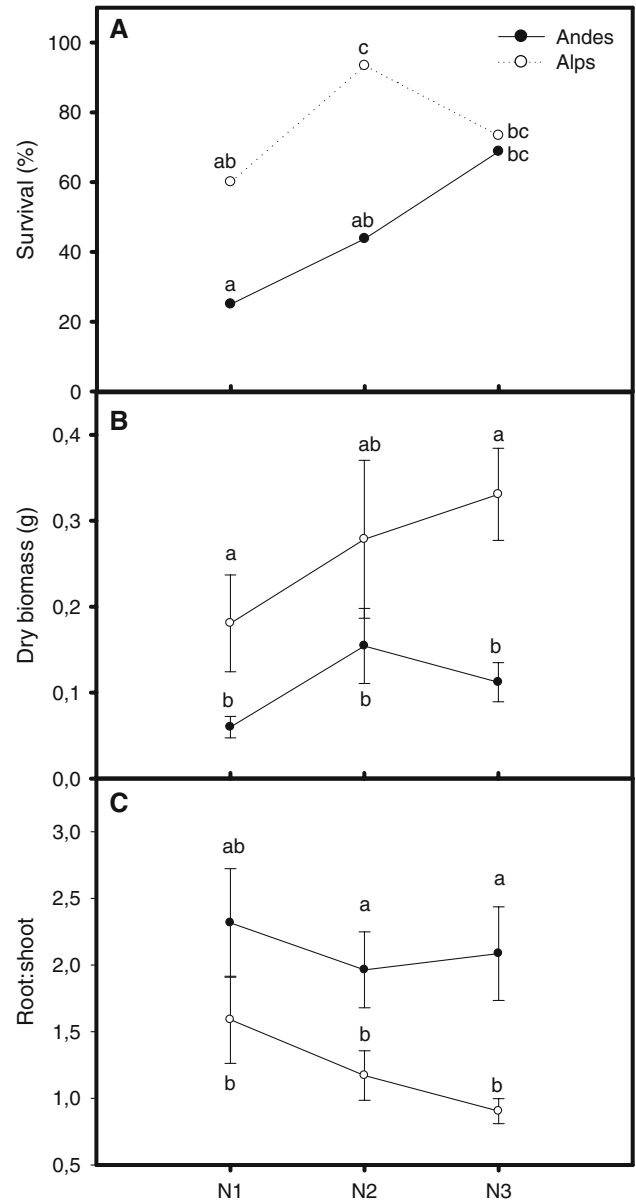 A
Andes
Alps
100
80
60
40
20
0
Survival (%)
ab
c
bc
bc
ab
a
B
0,4
0,3
0,2
0,1
0,0
Dry biomass (g)
a
ab
a
b
b
b
C
3,0
2,5
2,0
1,5
1,0
0,5
Root:shoot
ab
a
a
b
b
b
N1 N2 N3